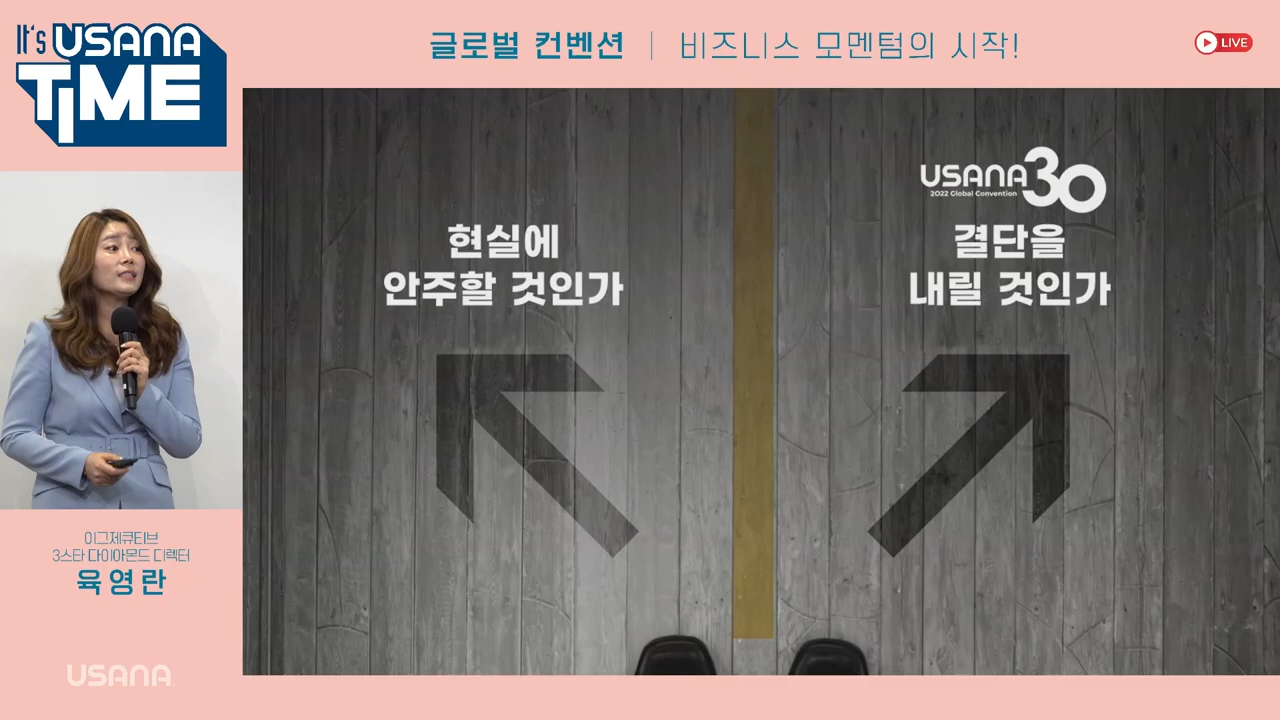 It's USANA
TIME
글로벌 컨벤션 | 비즈니스 모멘텀의 시작!
LIVE
USANA30
2022 Global Convention
현실에
안주할 것인가
결단을
내릴 것인가
이그제큐티브
3스타 다이아몬드 디렉터
육영란
USANA